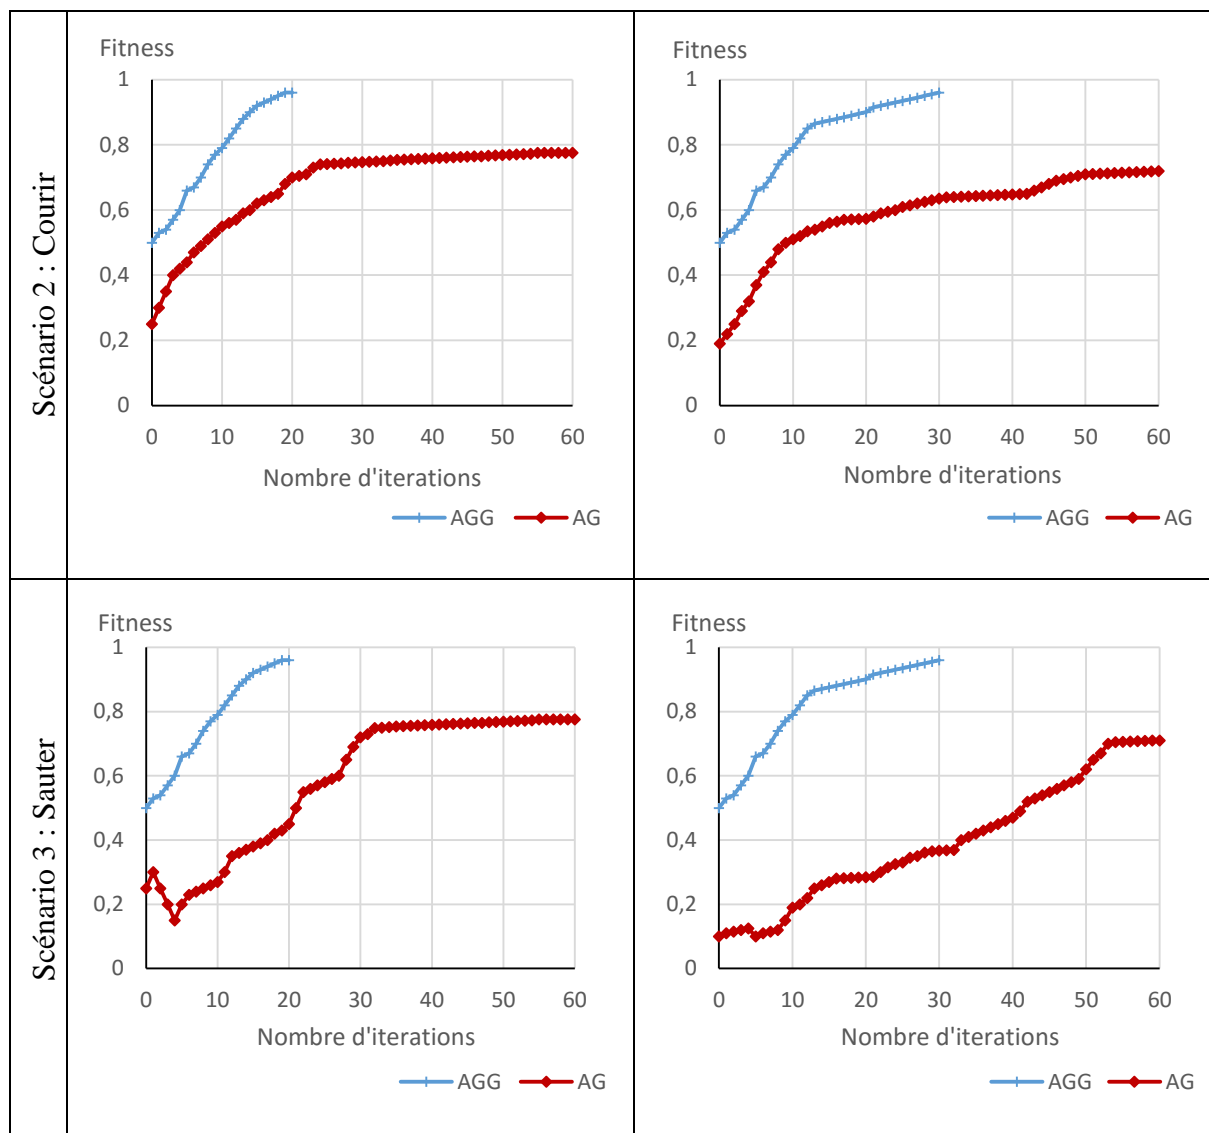 Scénario 2 : Courir
Fitness
1
0,8
0,6
0,4
0,2
0
0 10 20 30 40 50 60
Nombre d'iterations
AGG AG
Fitness
1
0,8
0,6
0,4
0,2
0
0 10 20 30 40 50 60
Nombre d'iterations
AGG AG
Scénario 3 : Sauter
Fitness
1
0,8
0,6
0,4
0,2
0
0 10 20 30 40 50 60
Nombre d'iterations
AGG AG
Fitness
1
0,8
0,6
0,4
0,2
0
0 10 20 30 40 50 60
Nombre d'iterations
AGG AG